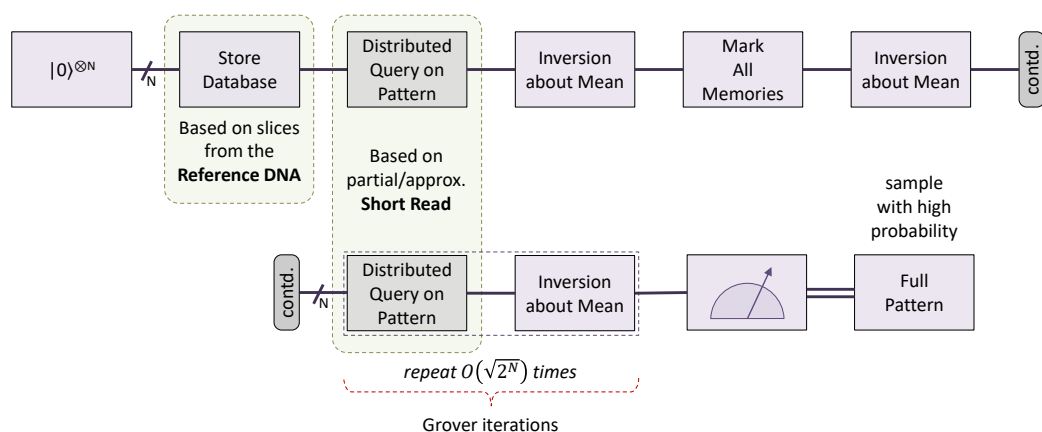 |0⟩⊗N
N
Store
Database
Distributed
Query on
Pattern
Inversion
about Mean
Mark
All
Memories
Inversion
about Mean
contd.
Based on slices
from the
Reference DNA
Based on
partial/approx.
Short Read
sample
with high
probability
contd.
N
Distributed
Query on
Pattern
Inversion
about Mean
Full
Pattern
repeat O(√2^N) times
Grover iterations